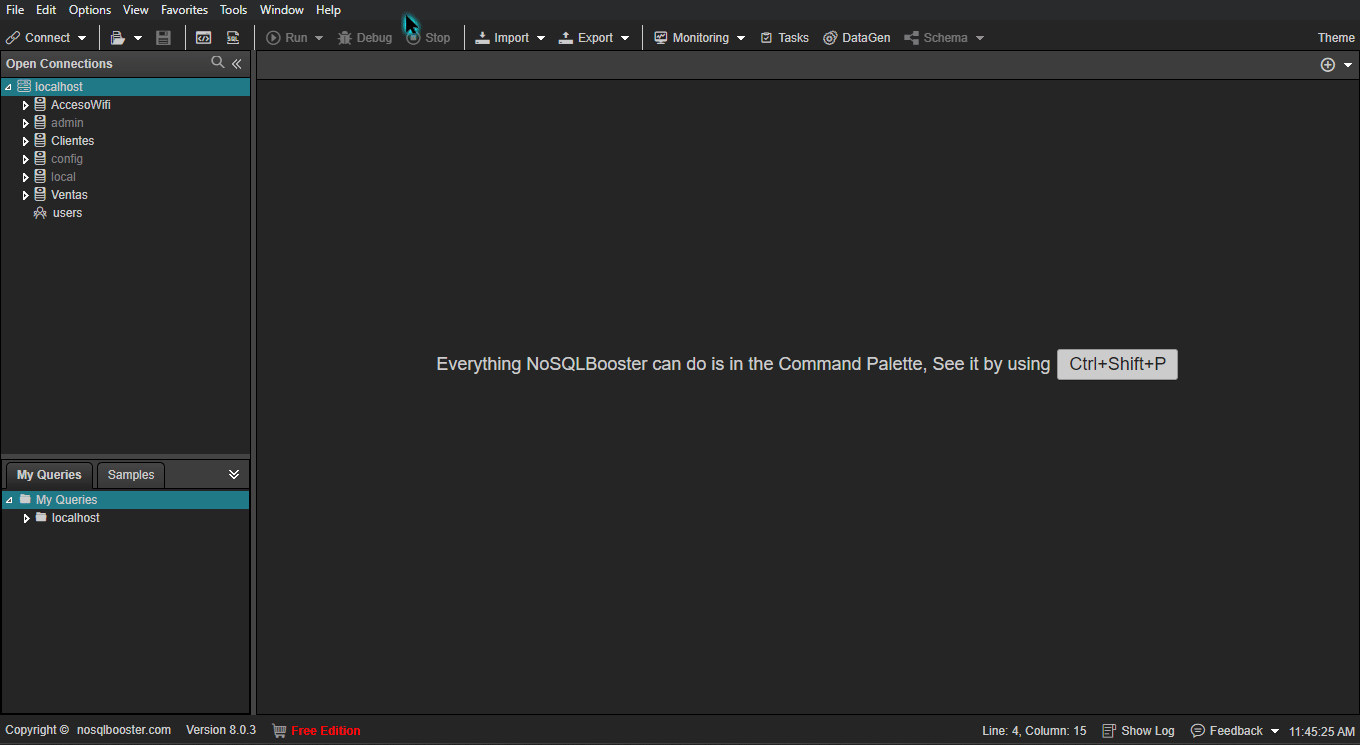 File Edit Options View Favorites Tools Window Help
Connect SQL Run Debug Stop Import Export Monitoring Tasks DataGen Schema Theme
Open Connections
localhost
AccesoWifi
admin
Clientes
config
local
Ventas
users
Everything NoSQLBooster can do is in the Command Palette, See it by using Ctrl+Shift+P
My Queries Samples
My Queries
localhost
Copyright © nosqlbooster.com Version 8.0.3 Free Edition Line: 4, Column: 15 Show Log Feedback 11:45:25 AM